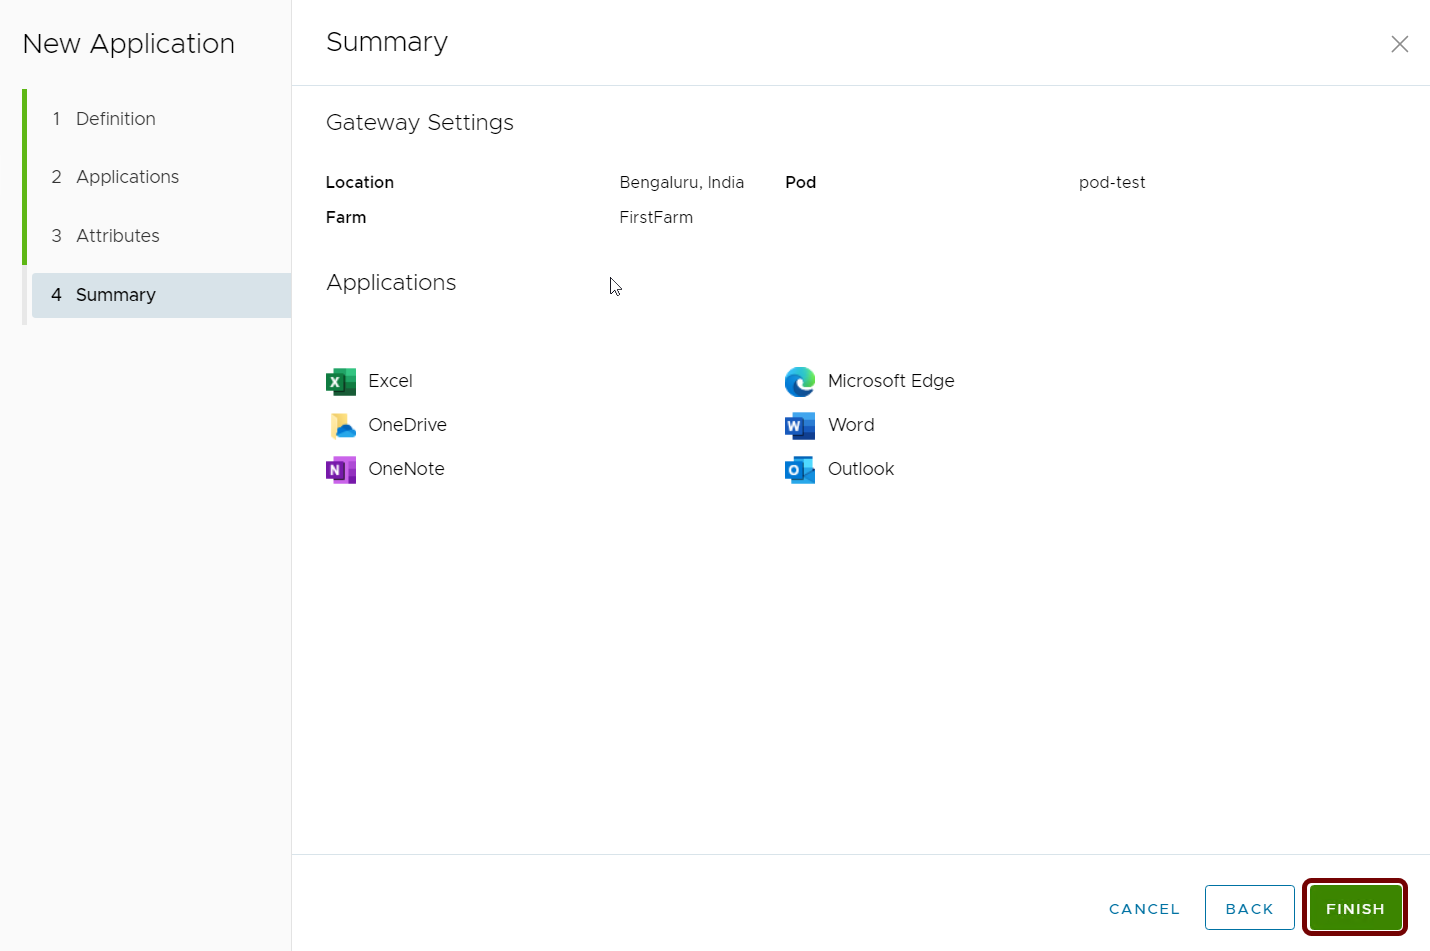 New Application
1 Definition
2 Applications
3 Attributes
4 Summary
Summary
Gateway Settings
Location Bengaluru, India Pod pod-test
Farm FirstFarm
Applications
Excel Microsoft Edge
OneDrive Word
OneNote Outlook
CANCEL BACK FINISH